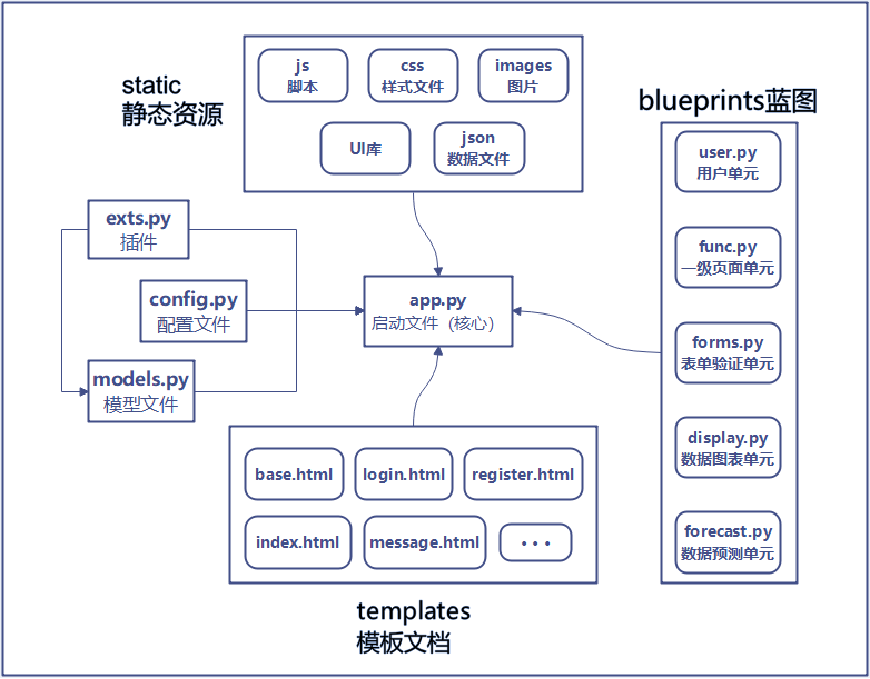 static
静态资源
js
脚本
css
样式文件
images
图片
UI库
json
数据文件
blueprints蓝图
user.py
用户单元
func.py
一级页面单元
forms.py
表单验证单元
display.py
数据图表单元
forecast.py
数据预测单元
exts.py
插件
config.py
配置文件
models.py
模型文件
app.py
启动文件（核心）
base.html
login.html
register.html
index.html
message.html
•••
templates
模板文档